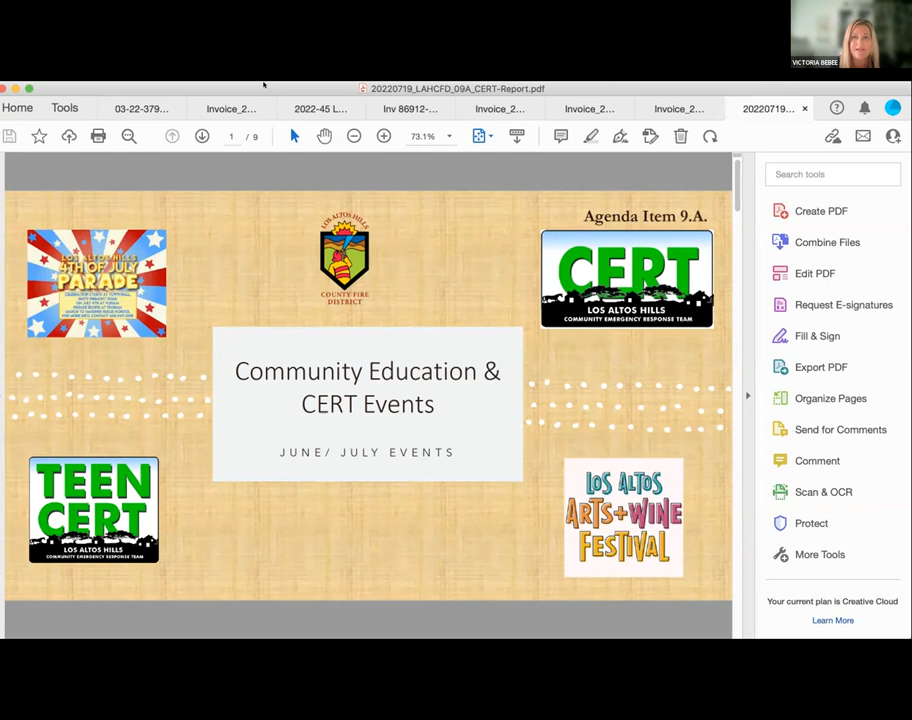 VICTORIA BEBEE
20220719_LAHCFD_09A_CERT-Report.pdf
Home
Tools
03-22-379...
Invoice_2...
2022-45 L...
Inv 86912-...
Invoice_2...
Invoice_2...
Invoice_2...
20220719...
1 / 9
73.1%
Agenda Item 9.A.
LOS ALTOS HILLS
4TH OF JULY
PARADE
LOS ALTOS HILLS
COUNTY FIRE
DISTRICT
CERT
LOS ALTOS HILLS
COMMUNITY EMERGENCY RESPONSE TEAM
Community Education &
CERT Events
JUNE/ JULY EVENTS
TEEN
CERT
LOS ALTOS HILLS
COMMUNITY EMERGENCY RESPONSE TEAM
LOS ALTOS
ARTS+WINE
FESTIVAL
Search tools
Create PDF
Combine Files
Edit PDF
Request E-signatures
Fill & Sign
Export PDF
Organize Pages
Send for Comments
Comment
Scan & OCR
Protect
More Tools
Your current plan is Creative Cloud
Learn More